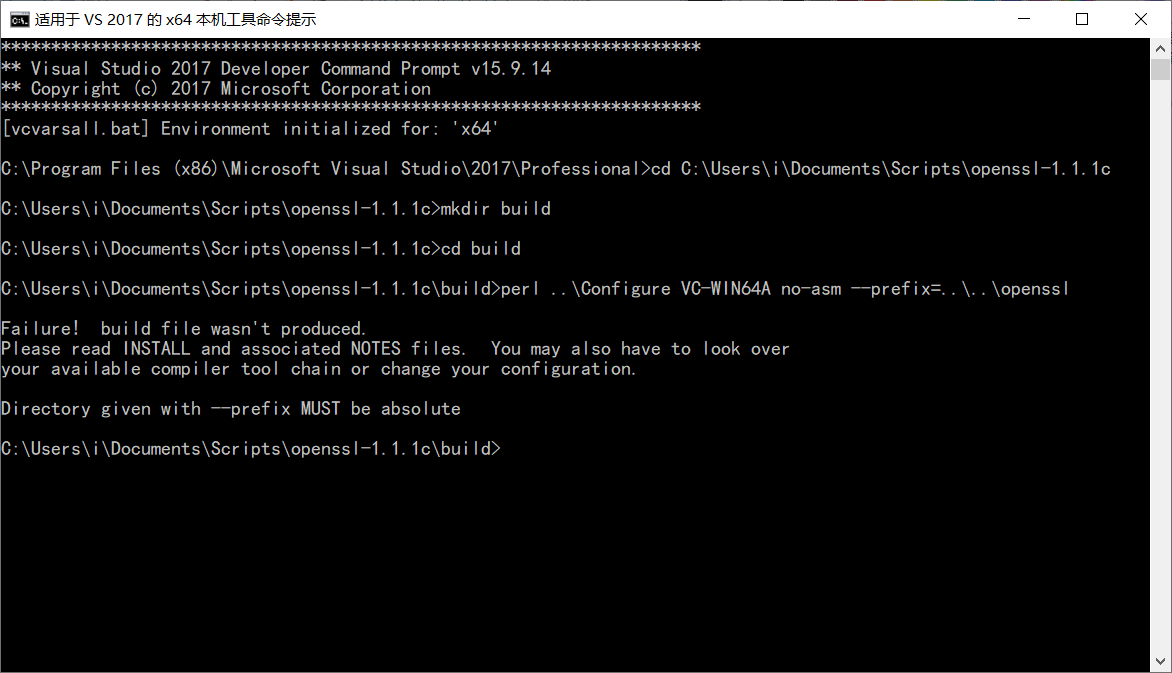 适用于 VS 2017 的 x64 本机工具命令提示
**********************************************************************
** Visual Studio 2017 Developer Command Prompt v15.9.14
** Copyright (c) 2017 Microsoft Corporation
**********************************************************************
[vcvarsall.bat] Environment initialized for: 'x64'
C:\Program Files (x86)\Microsoft Visual Studio\2017\Professional>cd C:\Users\i\Documents\Scripts\openssl-1.1.1c
C:\Users\i\Documents\Scripts\openssl-1.1.1c>mkdir build
C:\Users\i\Documents\Scripts\openssl-1.1.1c>cd build
C:\Users\i\Documents\Scripts\openssl-1.1.1c\build>perl ..\Configure VC-WIN64A no-asm --prefix=..\..\openssl
Failure!  build file wasn't produced.
Please read INSTALL and associated NOTES files.  You may also have to look over
your available compiler tool chain or change your configuration.
Directory given with --prefix MUST be absolute
C:\Users\i\Documents\Scripts\openssl-1.1.1c\build>